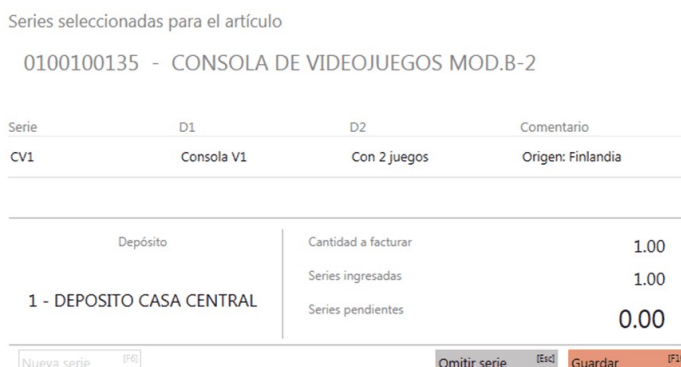 Series seleccionadas para el artículo
0100100135 - CONSOLA DE VIDEOJUEGOS MOD.B-2
Serie D1 D2 Comentario
CV1 Consola V1 Con 2 juegos Origen: Finlandia
Depósito
1 - DEPOSITO CASA CENTRAL
Cantidad a facturar 1.00
Series ingresadas 1.00
Series pendientes 0.00
Nueva serie [F6]
Omitir serie [Esc]
Guardar